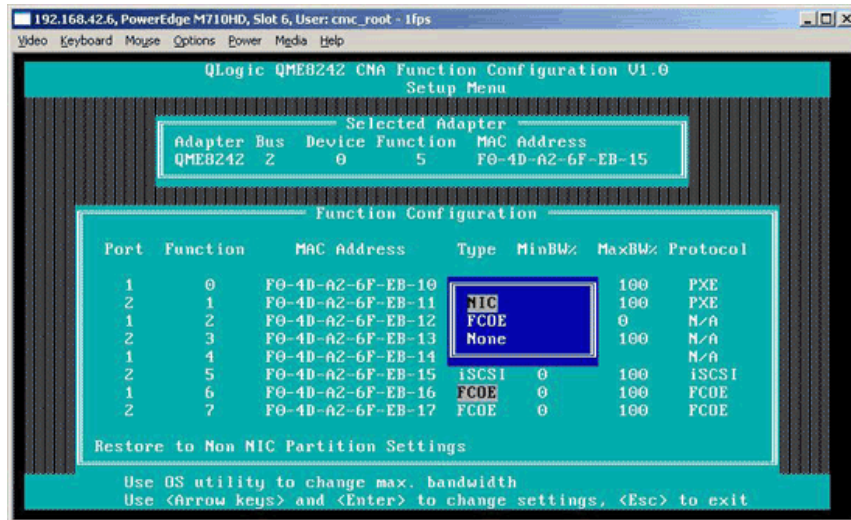 192.168.42.6, PowerEdge M710HD, Slot 6, User: cmc_root - 1fps
Video Keyboard Mouse Options Power Media Help
QLogic QME8242 CNA Function Configuration V1.0
Setup Menu
Selected Adapter
Adapter Bus Device Function MAC Address
QME8242 2 0 5 F0-4D-A2-6F-EB-15
Function Configuration
Port Function MAC Address Type MinBW% MaxBW% Protocol
1 0 F0-4D-A2-6F-EB-10 100 PXE
2 1 F0-4D-A2-6F-EB-11 NIC 100 PXE
1 2 F0-4D-A2-6F-EB-12 FCOE 0 N/A
2 3 F0-4D-A2-6F-EB-13 None 100 N/A
1 4 F0-4D-A2-6F-EB-14 N/A
2 5 F0-4D-A2-6F-EB-15 iSCSI 0 100 iSCSI
1 6 F0-4D-A2-6F-EB-16 FCOE 0 100 FCOE
2 7 F0-4D-A2-6F-EB-17 FCOE 0 100 FCOE
Restore to Non NIC Partition Settings
Use OS utility to change max. bandwidth
Use <Arrow keys> and <Enter> to change settings, <Esc> to exit